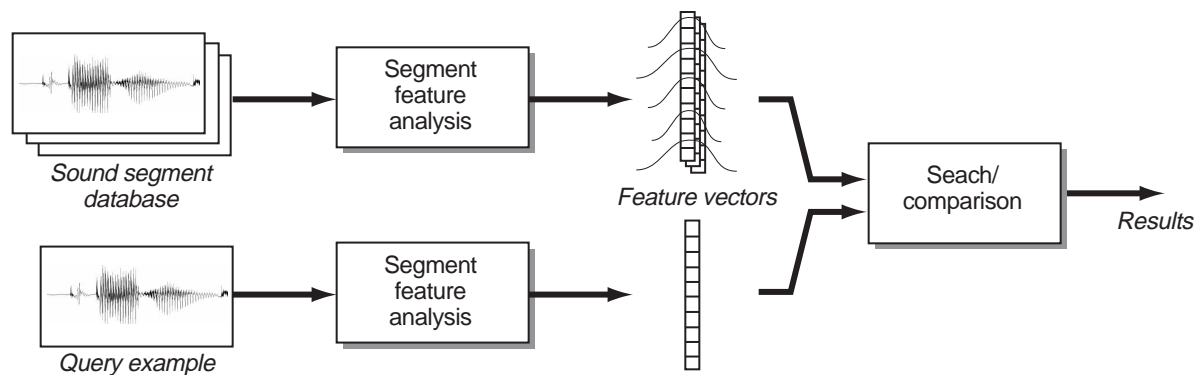 Segment
feature
analysis
Sound segment
database
Feature vectors
Seach/
comparison
Results
Segment
feature
analysis
Query example